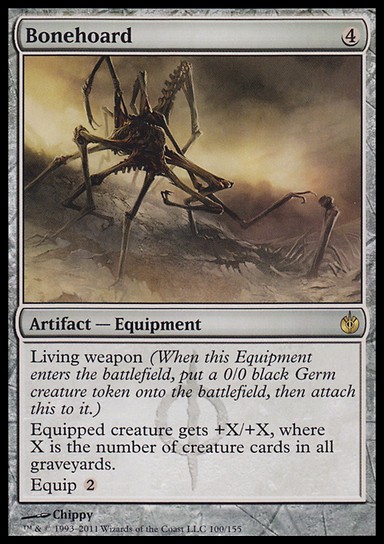 Bonehoard 4
Artifact — Equipment
Living weapon (When this Equipment
enters the battlefield, put a 0/0 black Germ
creature token onto the battlefield, then attach
this to it.)
Equipped creature gets +X/+X, where
X is the number of creature cards in all
graveyards.
Equip 2
Chippy
™ & © 1993–2011 Wizards of the Coast LLC 100/155